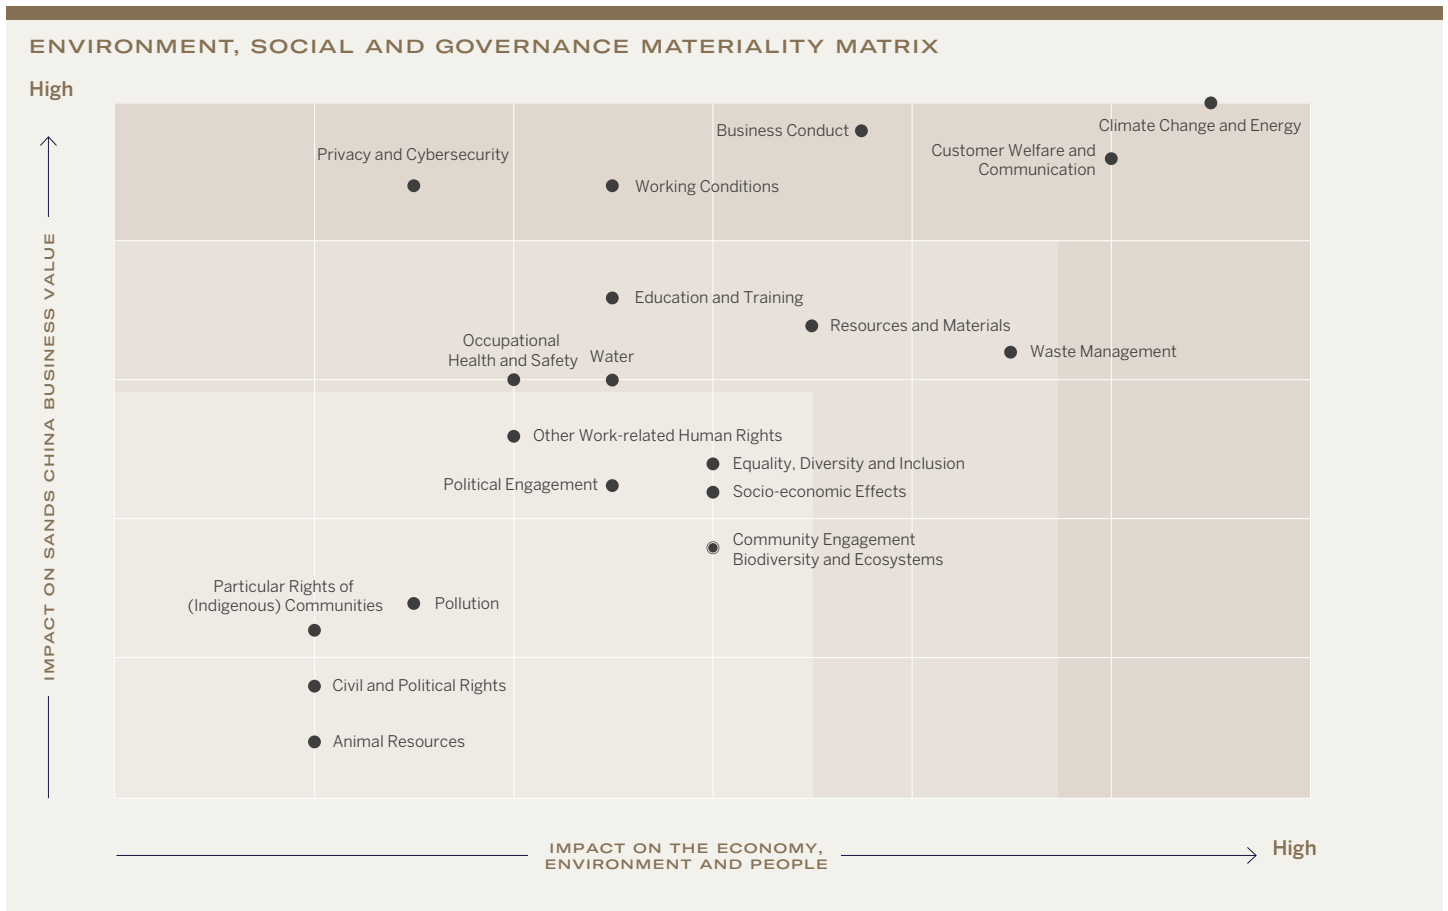 ENVIRONMENT, SOCIAL AND GOVERNANCE MATERIALITY MATRIX
High
IMPACT ON SANDS CHINA BUSINESS VALUE
Climate Change and Energy
Business Conduct
Customer Welfare and
Communication
Privacy and Cybersecurity
Working Conditions
Education and Training
Resources and Materials
Waste Management
Occupational
Health and Safety
Water
Other Work-related Human Rights
Equality, Diversity and Inclusion
Political Engagement
Socio-economic Effects
Community Engagement
Biodiversity and Ecosystems
Particular Rights of
(Indigenous) Communities
Pollution
Civil and Political Rights
Animal Resources
IMPACT ON THE ECONOMY,
ENVIRONMENT AND PEOPLE
High